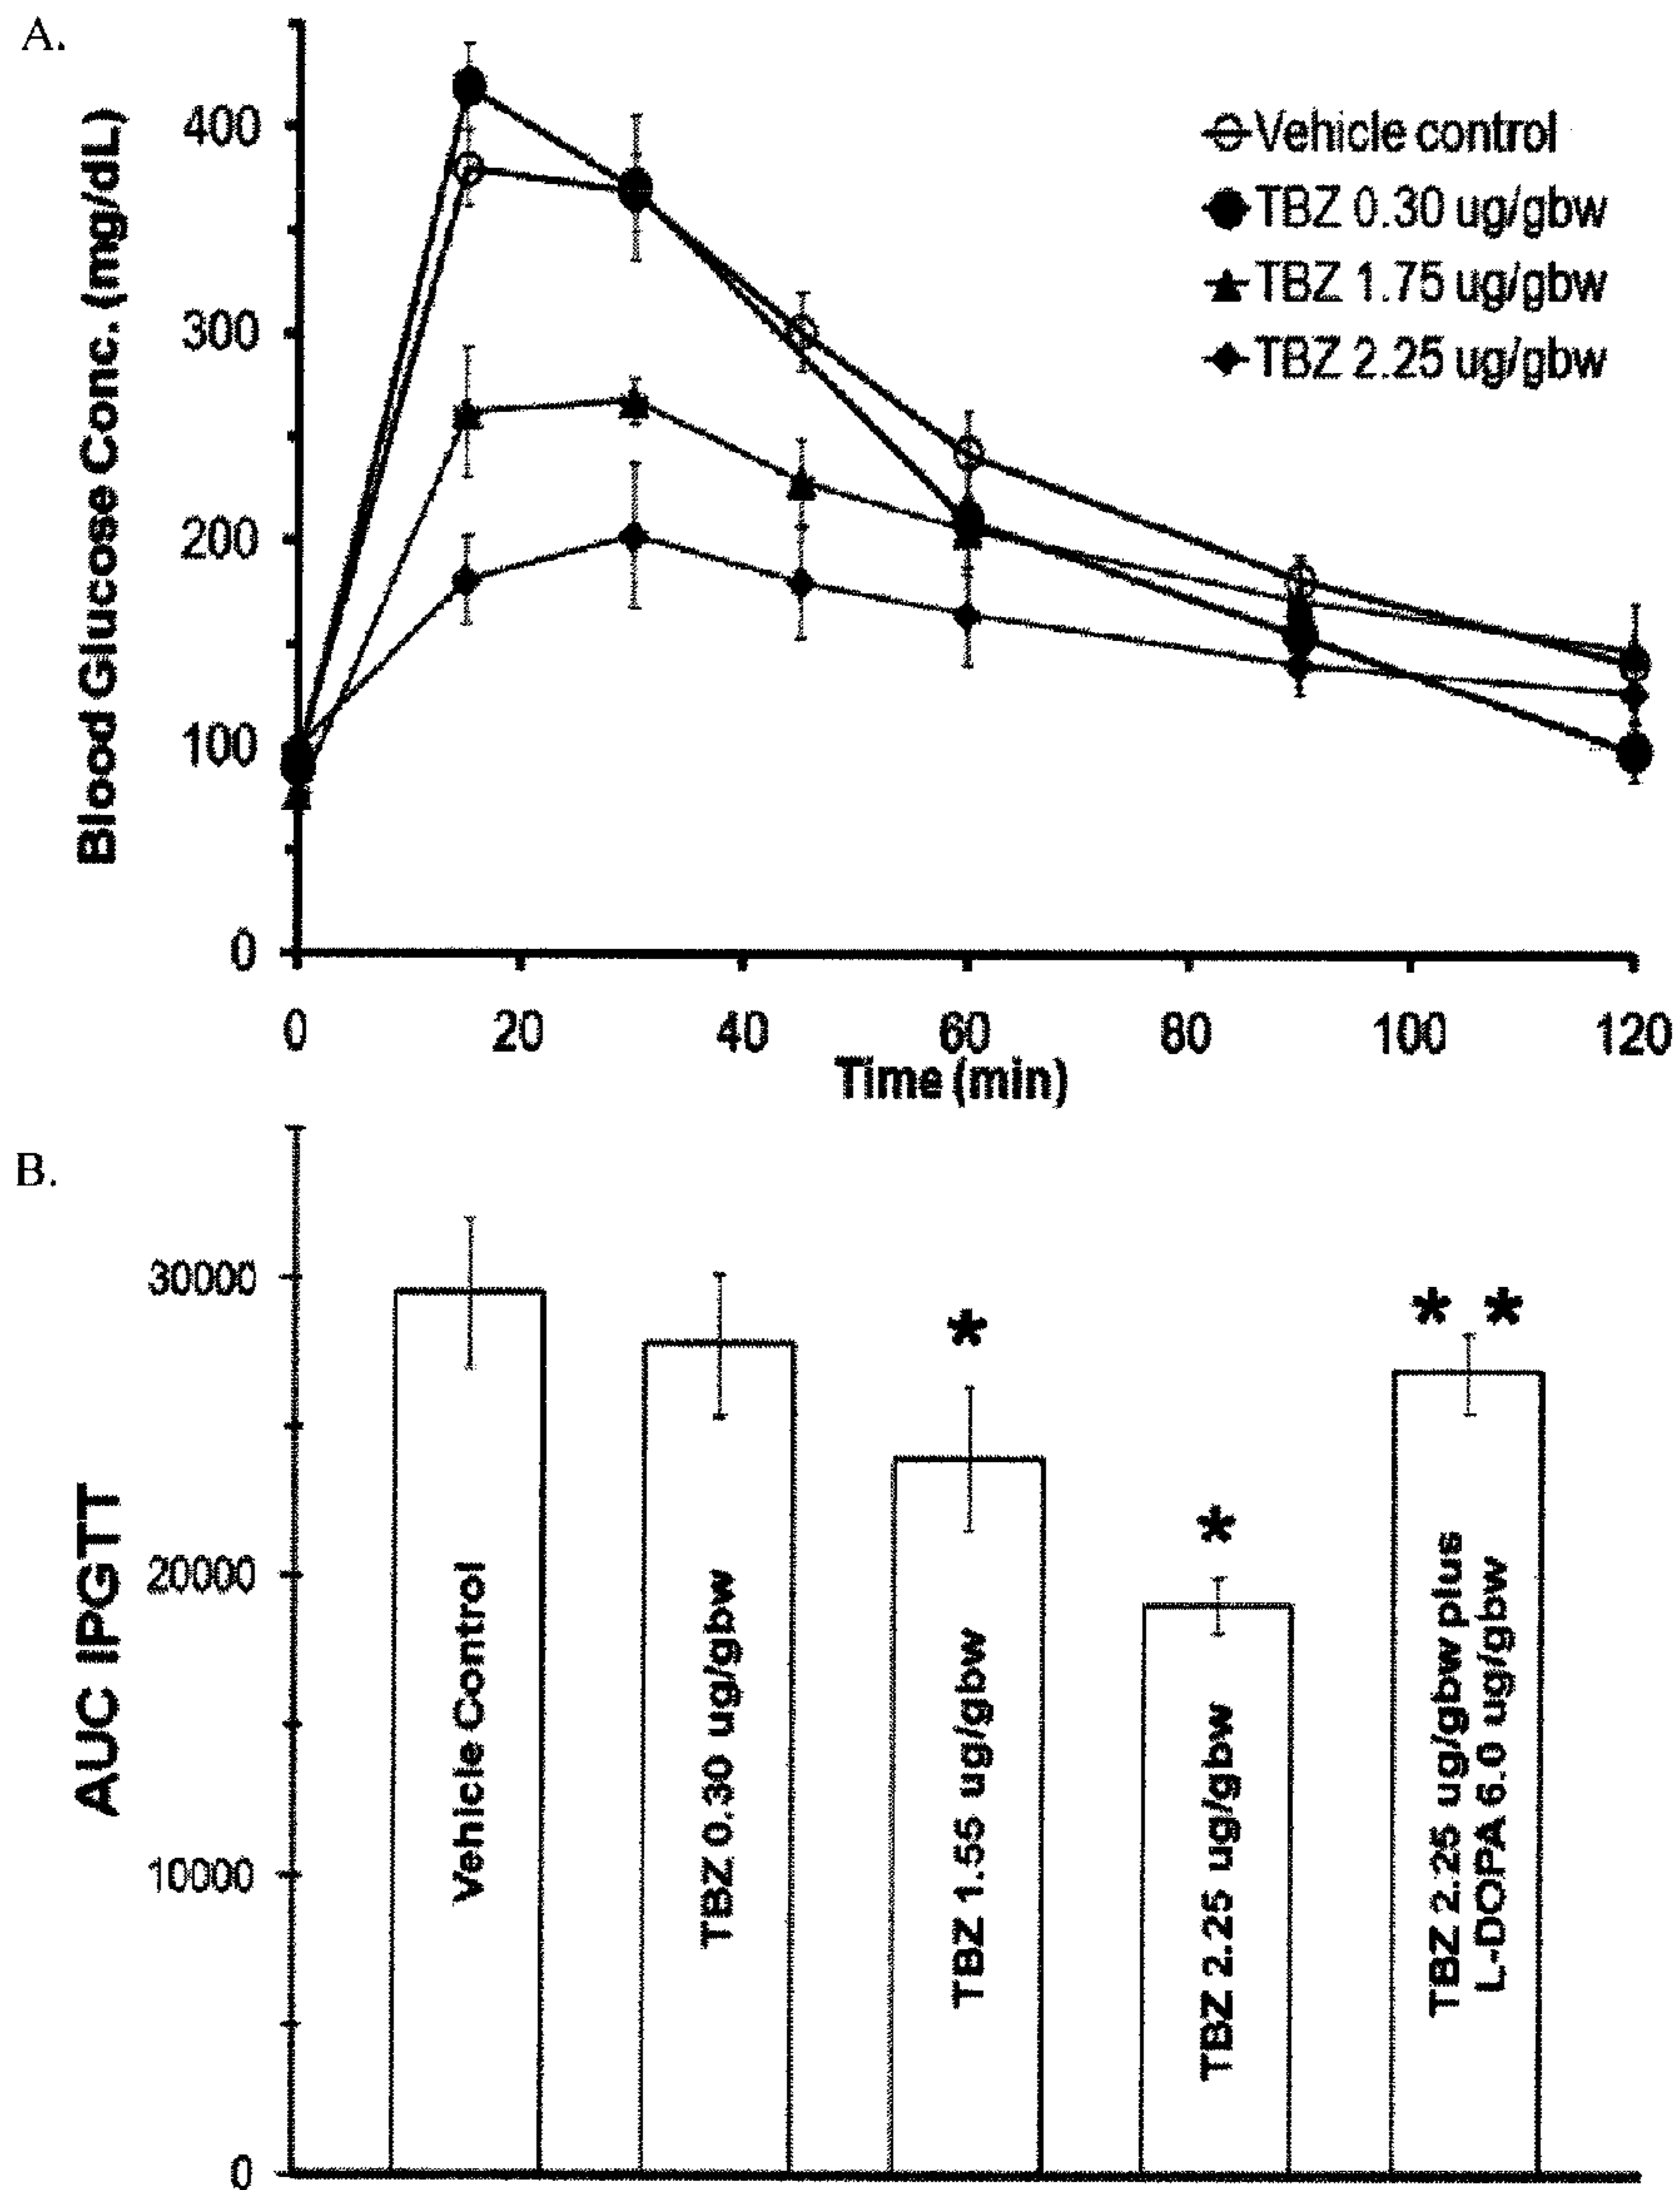 A.
Blood Glucose Conc. (mg/dL)
400
300
200
100
0
Vehicle control
TBZ 0.30 ug/gbw
TBZ 1.75 ug/gbw
TBZ 2.25 ug/gbw
0 20 40 60 80 100 120
Time (min)
B.
AUC IPGTT
30000
20000
10000
0
Vehicle Control
TBZ 0.30 ug/gbw
*
TBZ 1.55 ug/gbw
*
TBZ 2.25 ug/gbw
* *
TBZ 2.25 ug/gbw plus
L-DOPA 6.0 ug/gbw